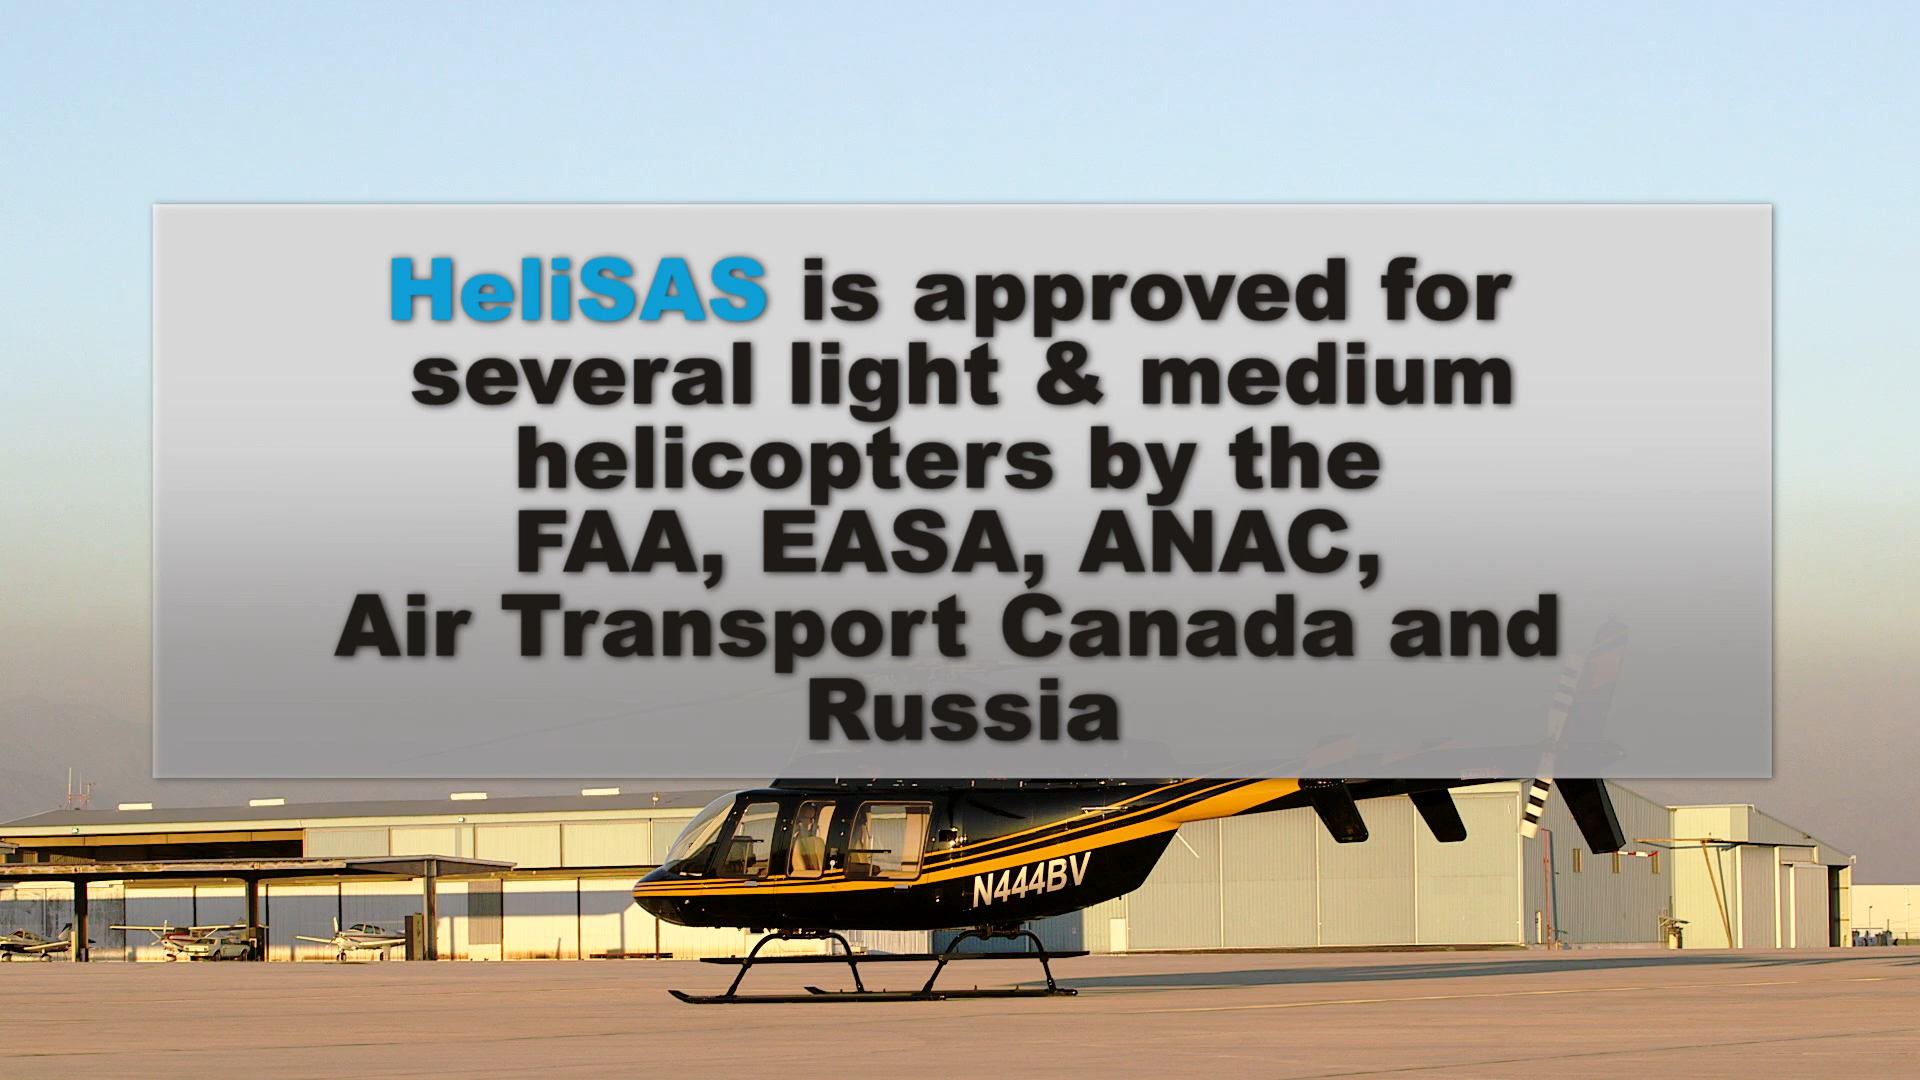 HeliSAS is approved for
several light & medium
helicopters by the
FAA, EASA, ANAC,
Air Transport Canada and
Russia
N444BV